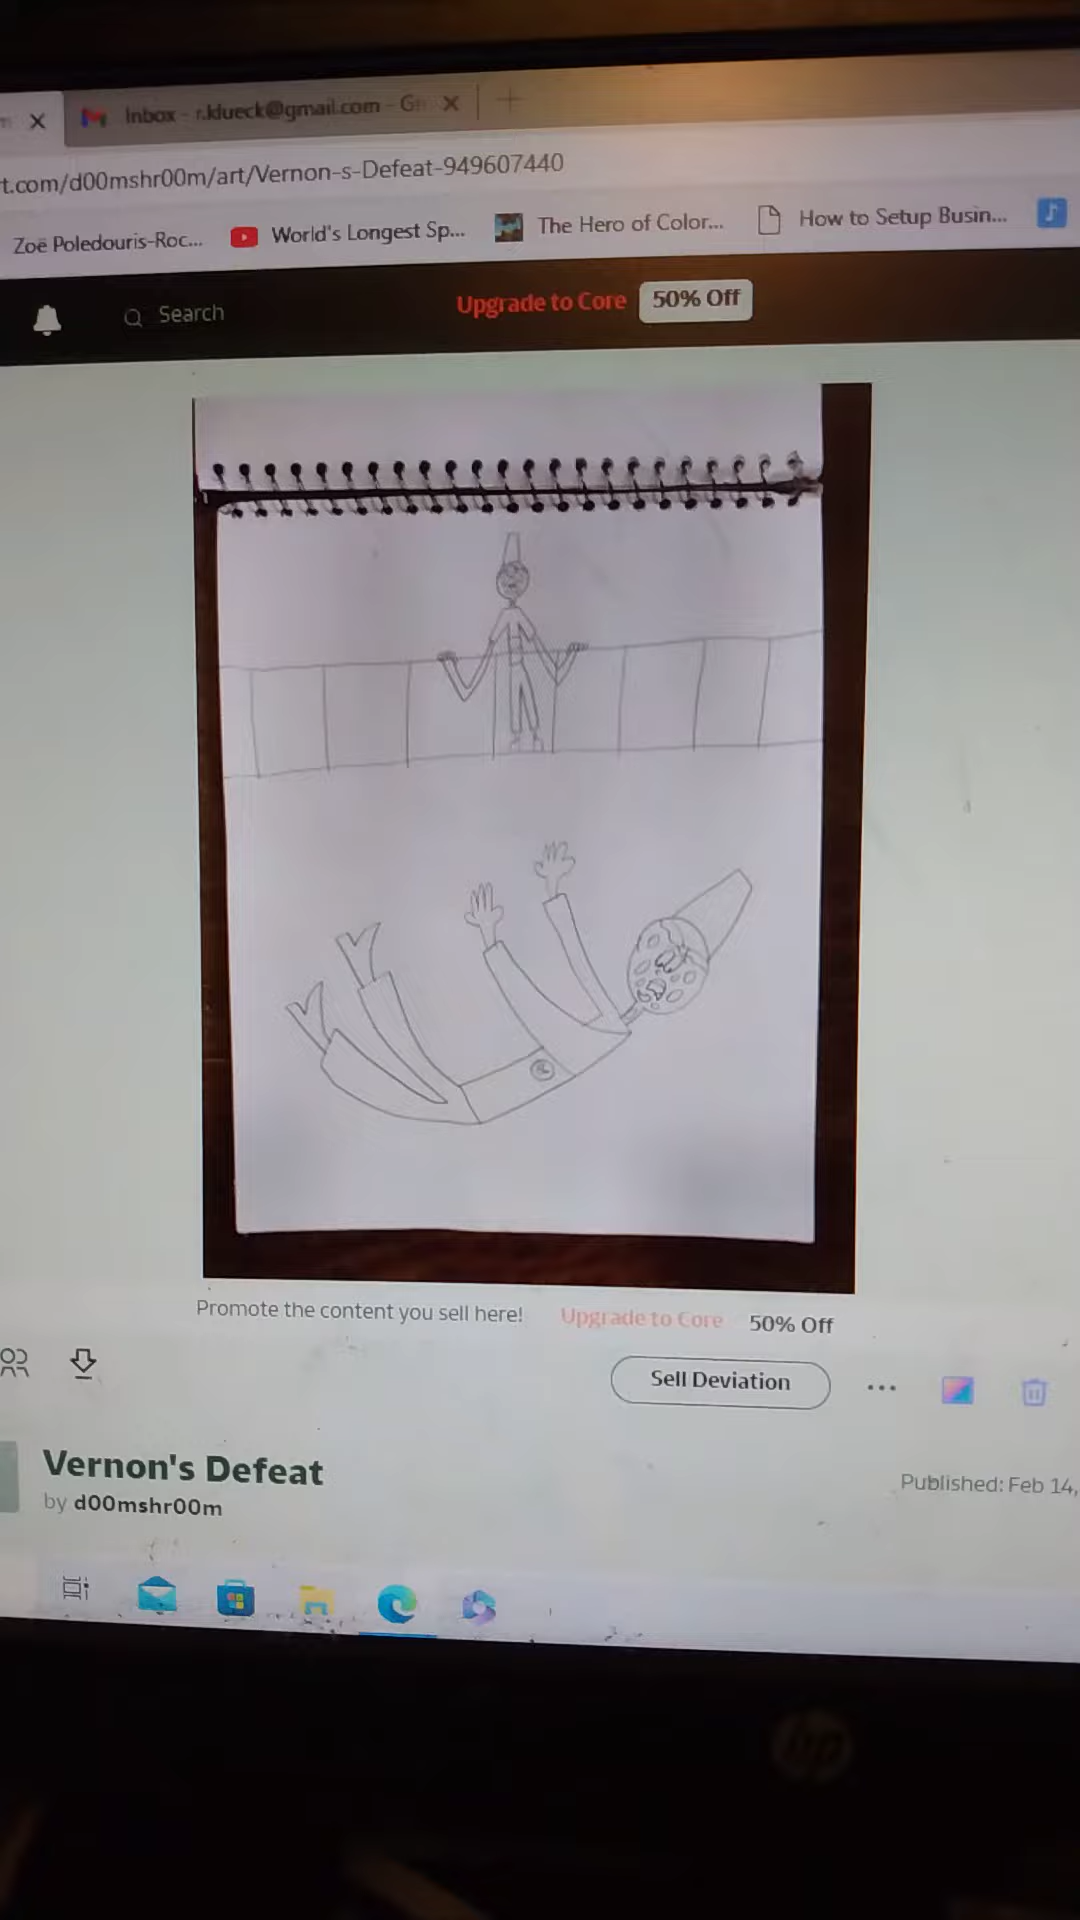 Inbox - r.klueck@gmail.com - Gm
t.com/d00mshr00m/art/Vernon-s-Defeat-949607440
Zoë Poledouris-Roc... World's Longest Sp... The Hero of Color... How to Setup Busin...
Search Upgrade to Core 50% Off
Promote the content you sell here! Upgrade to Core 50% Off
Sell Deviation
Vernon's Defeat
by d00mshr00m
Published: Feb 14,
hp